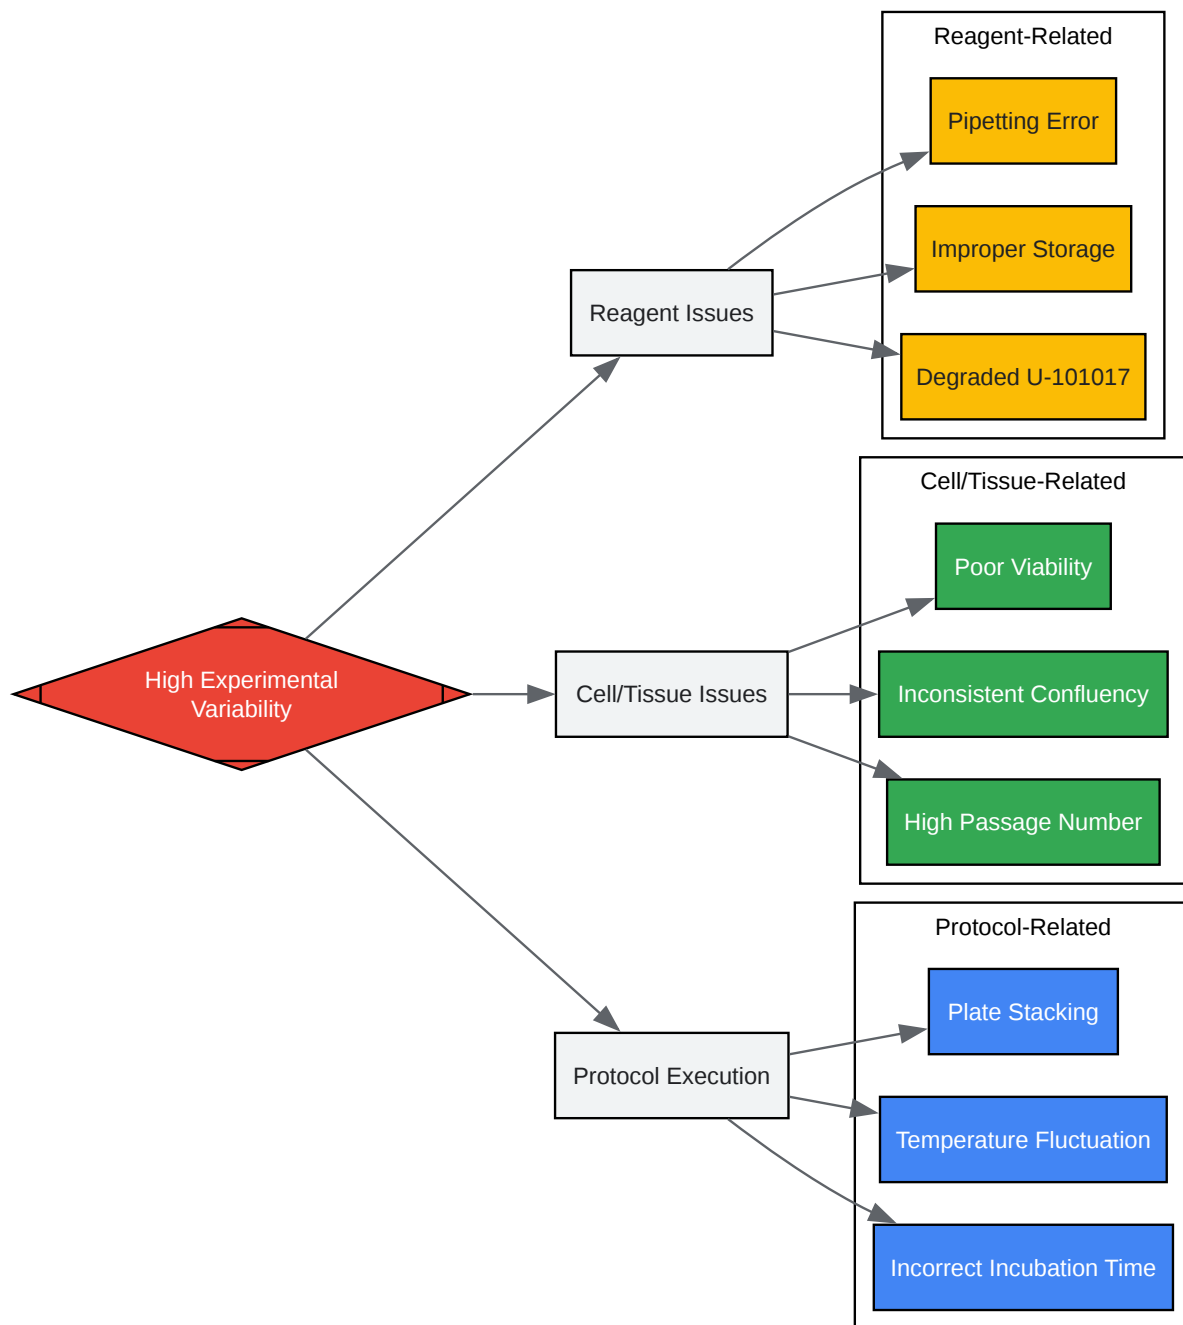 Reagent-Related
Pipetting Error
Improper Storage
Reagent Issues
Degraded U-101017
Cell/Tissue-Related
Poor Viability
High Experimental
Variability
Cell/Tissue Issues
Inconsistent Confluency
High Passage Number
Protocol-Related
Plate Stacking
Protocol Execution
Temperature Fluctuation
Incorrect Incubation Time